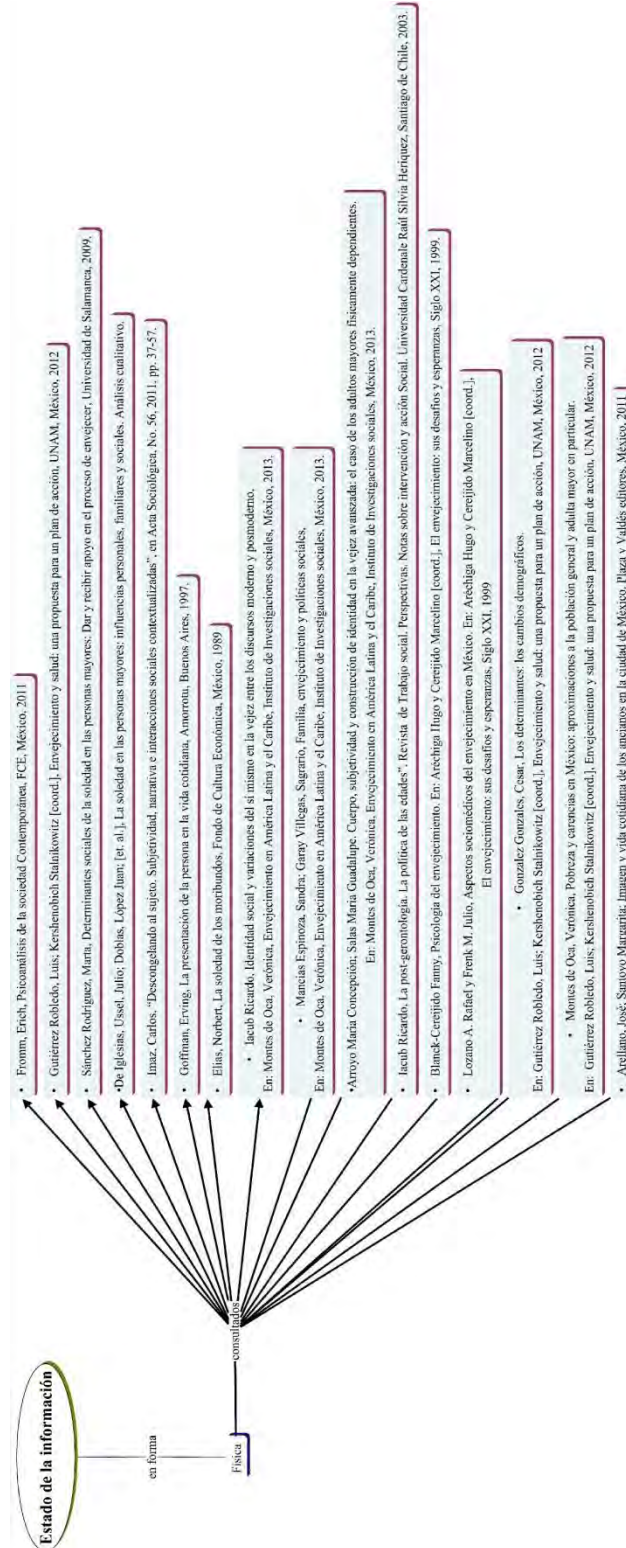 Estado de la información
en forma
Física
consultados
• Fromm, Erich, Psicoanálisis de la sociedad Contemporánea, FCE, México, 2011
• Gutiérrez Robledo, Luis; Kershenobich Stalnikowitz [coord.], Envejecimiento y salud: una propuesta para un plan de acción, UNAM, México, 2012
• Sánchez Rodríguez, Marta, Determinantes sociales de la soledad en las personas mayores: Dar y recibir apoyo en el proceso de envejecer, Universidad de Salamanca, 2009.
•De Iglesias, Ussel, Julio; Doblas, López Juan; [et. al.], La soledad en las personas mayores: influencias personales, familiares y sociales. Análisis cualitativo.
• Imaz, Carlos. "Descongelando al sujeto. Subjetividad, narrativa e interacciones sociales contextualizadas", en Acta Sociológica, No. 56, 2011, pp. 37-57.
• Goffman, Erving, La presentación de la persona en la vida cotidiana, Amorrotu, Buenos Aires, 1997.
• Elias, Norbert, La soledad de los moribundos, Fondo de Cultura Económica, México, 1989
• Iacub Ricardo, Identidad social y variaciones del sí mismo en la vejez entre los discursos moderno y posmoderno.
En: Montes de Oca, Verónica, Envejecimiento en América Latina y el Caribe, Instituto de Investigaciones sociales, México, 2013.
• Mancias Espinoza, Sandra; Garay Villegas, Sagrario, Familia, envejecimiento y políticas sociales,
En: Montes de Oca, Verónica, Envejecimiento en América Latina y el Caribe, Instituto de Investigaciones sociales, México, 2013.
•Arroyo María Concepción; Salas María Guadalupe. Cuerpo, subjetividad y construcción de identidad en la vejez avanzada: el caso de los adultos mayores físicamente dependientes.
En: Montes de Oca, Verónica, Envejecimiento en América Latina y el Caribe, Instituto de Investigaciones sociales, México, 2013.
• Iacub Ricardo, La post-gerontología. La política de las edades". Revista de Trabajo social, Perspectivas. Notas sobre intervención y acción Social. Universidad Cardenale Raúl Silvia Heríquez, Santiago de Chile, 2003.
• Blanck-Cereijido Fanny, Psicología del envejecimiento. En: Aréchiga Hugo y Cereijido Marcelino [coord.], El envejecimiento: sus desafíos y esperanzas, Siglo XXI, 1999.
• Lozano A. Rafael y Frenk M. Julio, Aspectos sociomédicos del envejecimiento en México. En: Aréchiga Hugo y Cereijido Marcelino [coord.],
El envejecimiento: sus desafíos y esperanzas, Siglo XXI, 1999
• Gonzalez Gonzales, Cesar, Los determinantes: los cambios demográficos.
En: Gutiérrez Robledo, Luis; Kershenobich Stalnikowitz [coord.], Envejecimiento y salud: una propuesta para un plan de acción, UNAM, México, 2012
• Montes de Oca, Verónica, Pobreza y carencias en México: aproximaciones a la población general y adulta mayor en particular.
En: Gutiérrez Robledo, Luis; Kershenobich Stalnikowitz [coord.], Envejecimiento y salud: una propuesta para un plan de acción, UNAM, México, 2012
• Arellano, José; Santoyo Margarita; Imagen y vida cotidiana de los ancianos en la ciudad de México, Plaza y Valdés editores, México, 2011